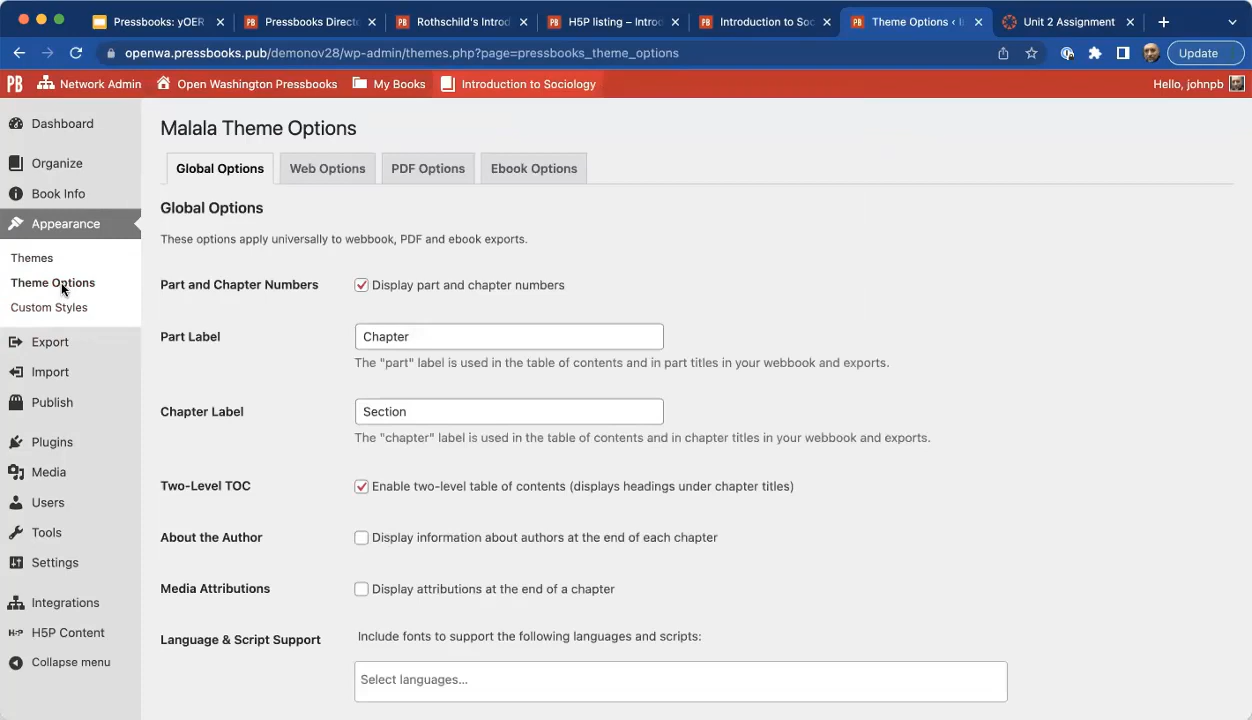 Pressbooks: yOER
Pressbooks Direct
Rothschild's Introd
H5P listing – Introd
Introduction to Soc
Theme Options ‹ I
Unit 2 Assignment
openwa.pressbooks.pub/demonov28/wp-admin/themes.php?page=pressbooks_theme_options
Update
PB
Network Admin
Open Washington Pressbooks
My Books
Introduction to Sociology
Hello, johnpb
Dashboard
Organize
Book Info
Appearance
Themes
Theme Options
Custom Styles
Export
Import
Publish
Plugins
Media
Users
Tools
Settings
Integrations
H5P Content
Collapse menu
Malala Theme Options
Global Options
Web Options
PDF Options
Ebook Options
Global Options
These options apply universally to webbook, PDF and ebook exports.
Part and Chapter Numbers
Display part and chapter numbers
Part Label
Chapter
The "part" label is used in the table of contents and in part titles in your webbook and exports.
Chapter Label
Section
The "chapter" label is used in the table of contents and in chapter titles in your webbook and exports.
Two-Level TOC
Enable two-level table of contents (displays headings under chapter titles)
About the Author
Display information about authors at the end of each chapter
Media Attributions
Display attributions at the end of a chapter
Language & Script Support
Include fonts to support the following languages and scripts:
Select languages...